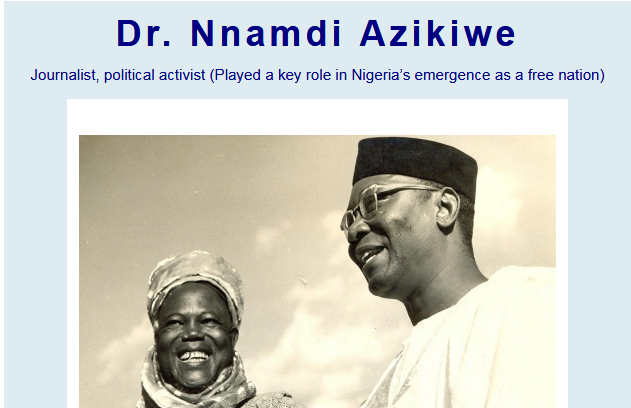 Dr. Nnamdi Azikiwe
Journalist, political activist (Played a key role in Nigeria’s emergence as a free nation)